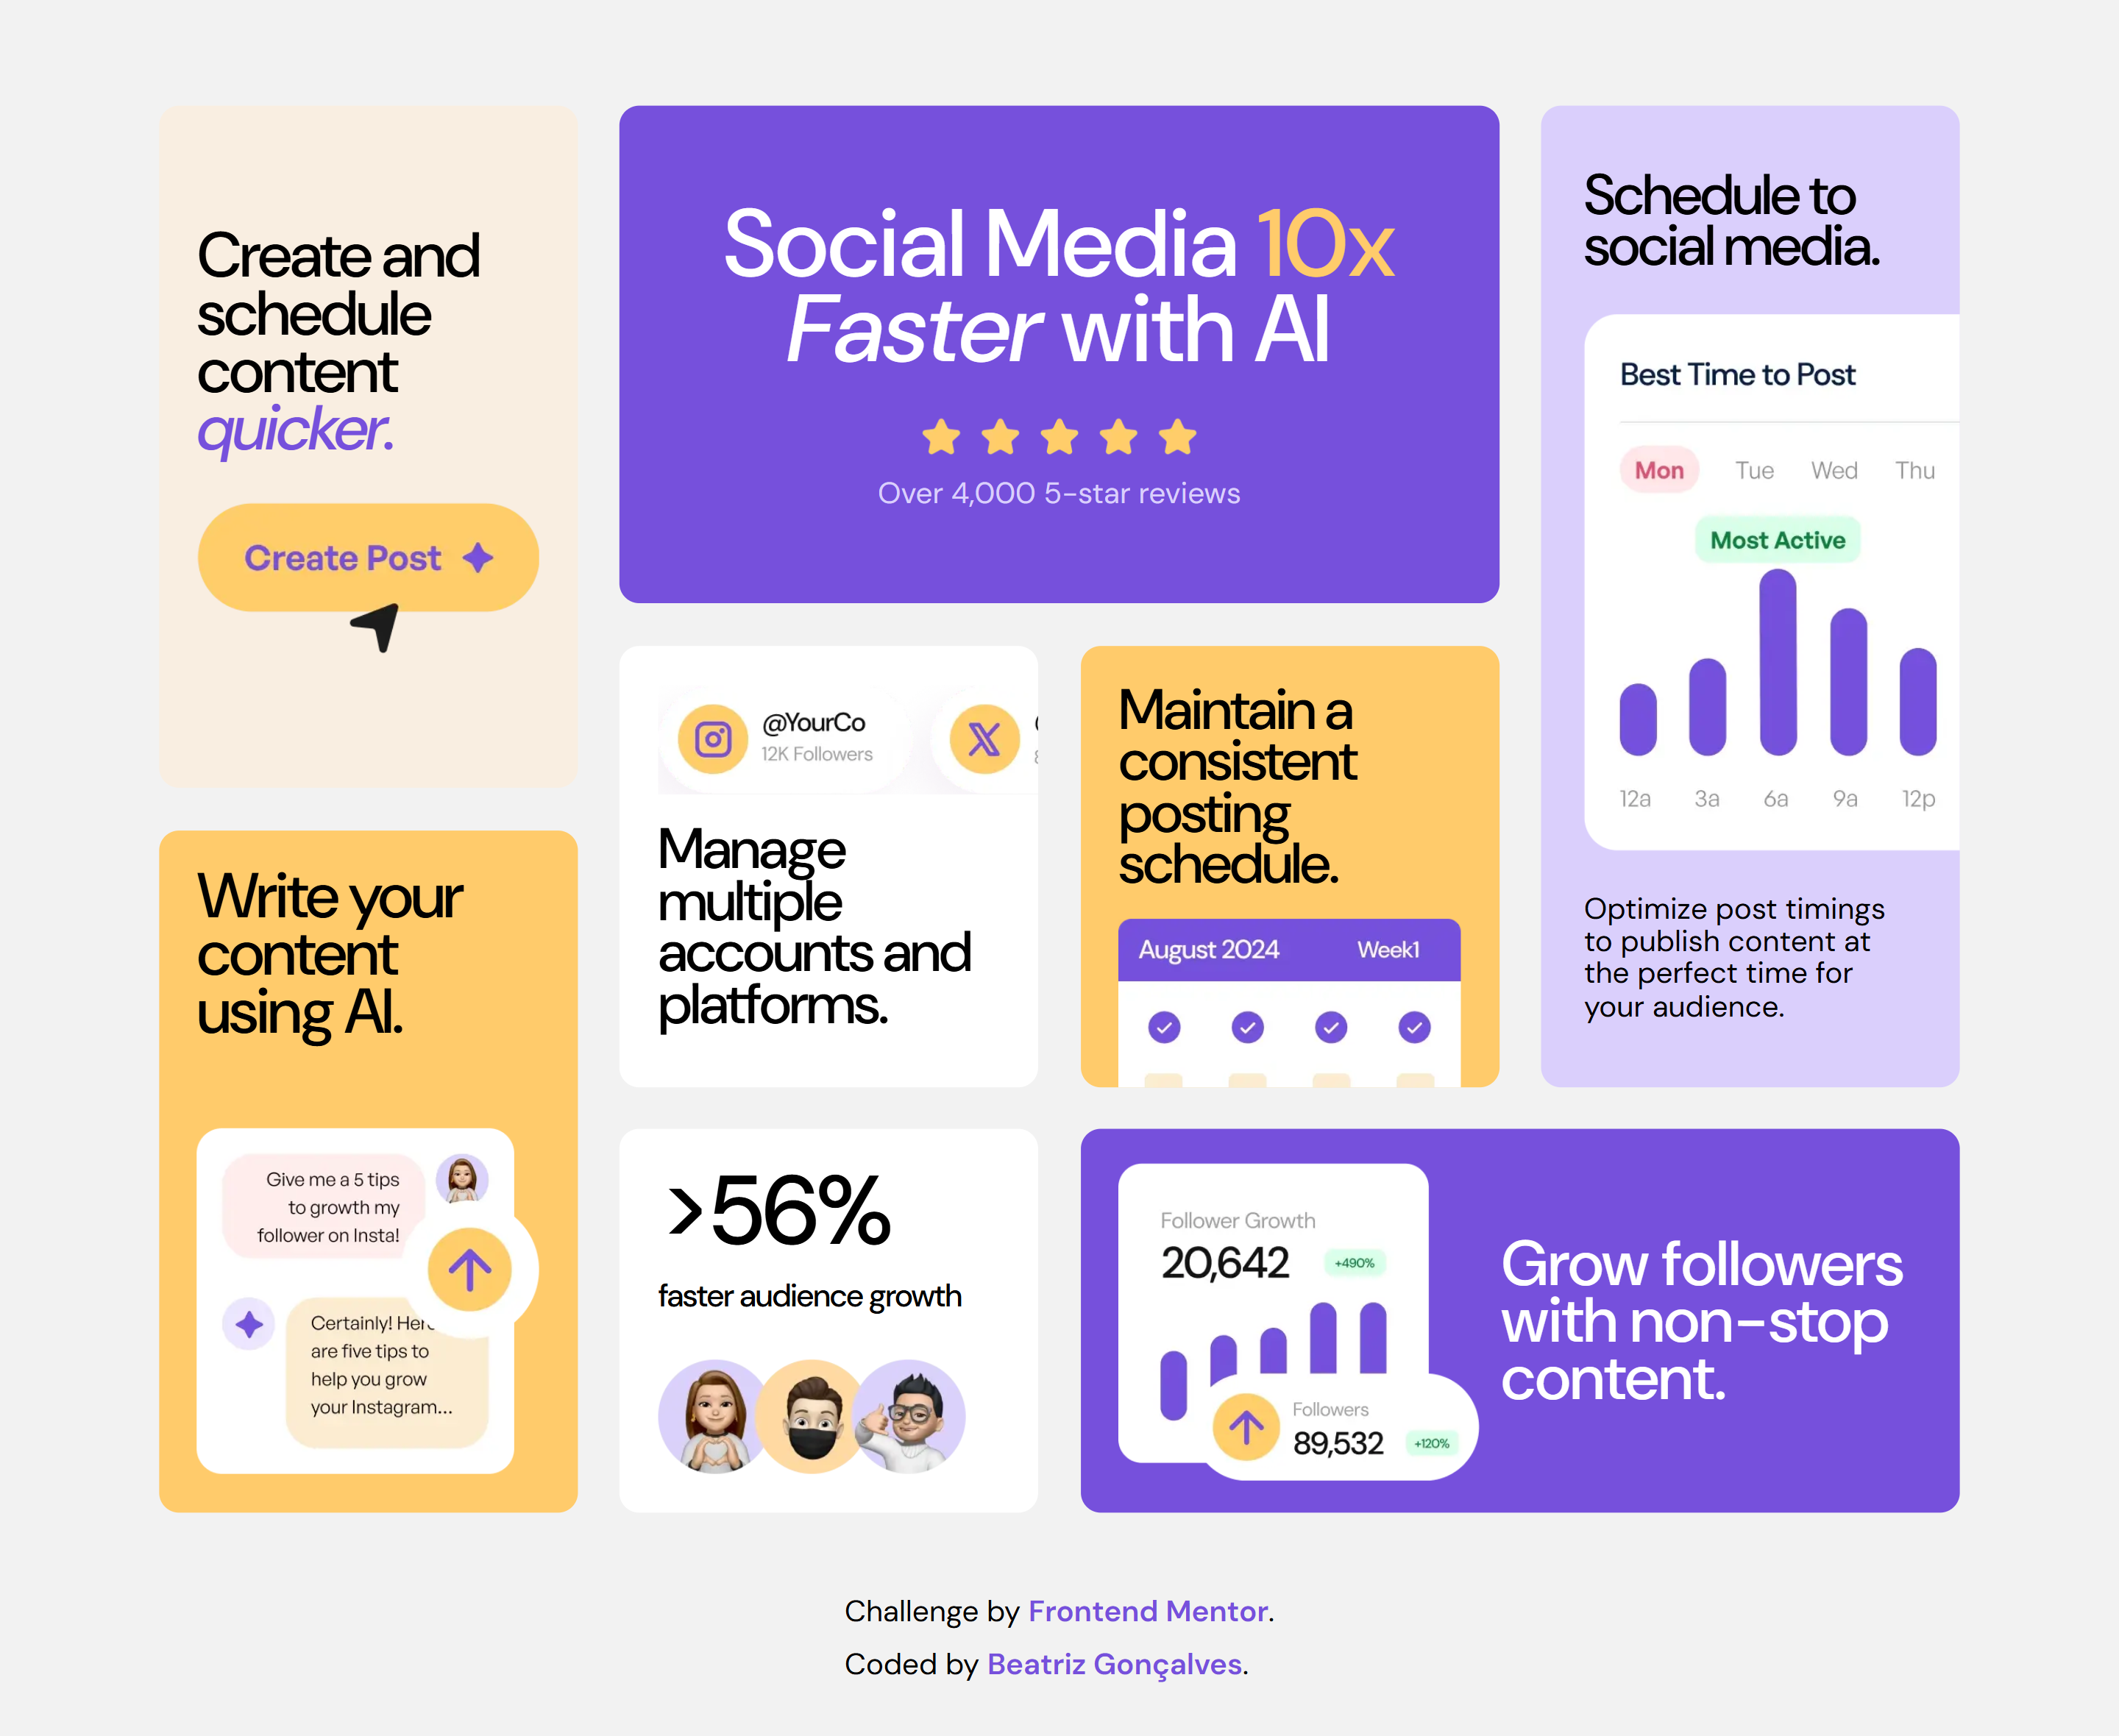 Create and
schedule
content
quicker.
Create Post
Social Media 10x
Faster with AI
Over 4,000 5-star reviews
Schedule to
social media.
Best Time to Post
Mon Tue Wed Thu
Most Active
12a 3a 6a 9a 12p
Optimize post timings
to publish content at
the perfect time for
your audience.
@YourCo
12K Followers
Manage
multiple
accounts and
platforms.
Maintain a
consistent
posting
schedule.
August 2024 Week1
Write your
content
using AI.
Give me a 5 tips
to growth my
follower on Insta!
Certainly! Here
are five tips to
help you grow
your Instagram...
>56%
faster audience growth
Follower Growth
20,642 +490%
Followers
89,532 +120%
Grow followers
with non-stop
content.
Challenge by Frontend Mentor.
Coded by Beatriz Gonçalves.